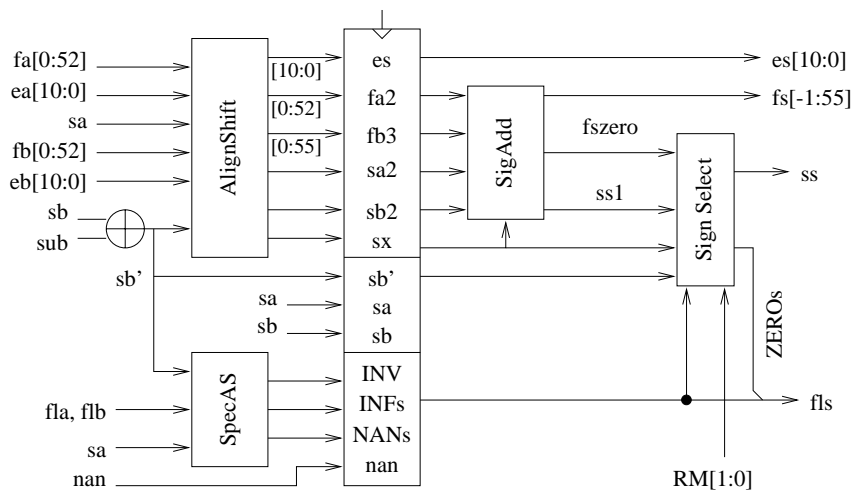 fa[0:52]
ea[10:0]
sa
fb[0:52]
eb[10:0]
sb
sub
sb’
AlignShift
[10:0]
[0:52]
[0:55]
es
fa2
fb3
sa2
sb2
sx
sb’
sa
sb
sa
sb
INV
INFs
NANs
nan
SpecAS
fla, flb
sa
nan
SigAdd
fszero
ss1
Sign Select
es[10:0]
fs[-1:55]
ss
ZEROs
fls
RM[1:0]